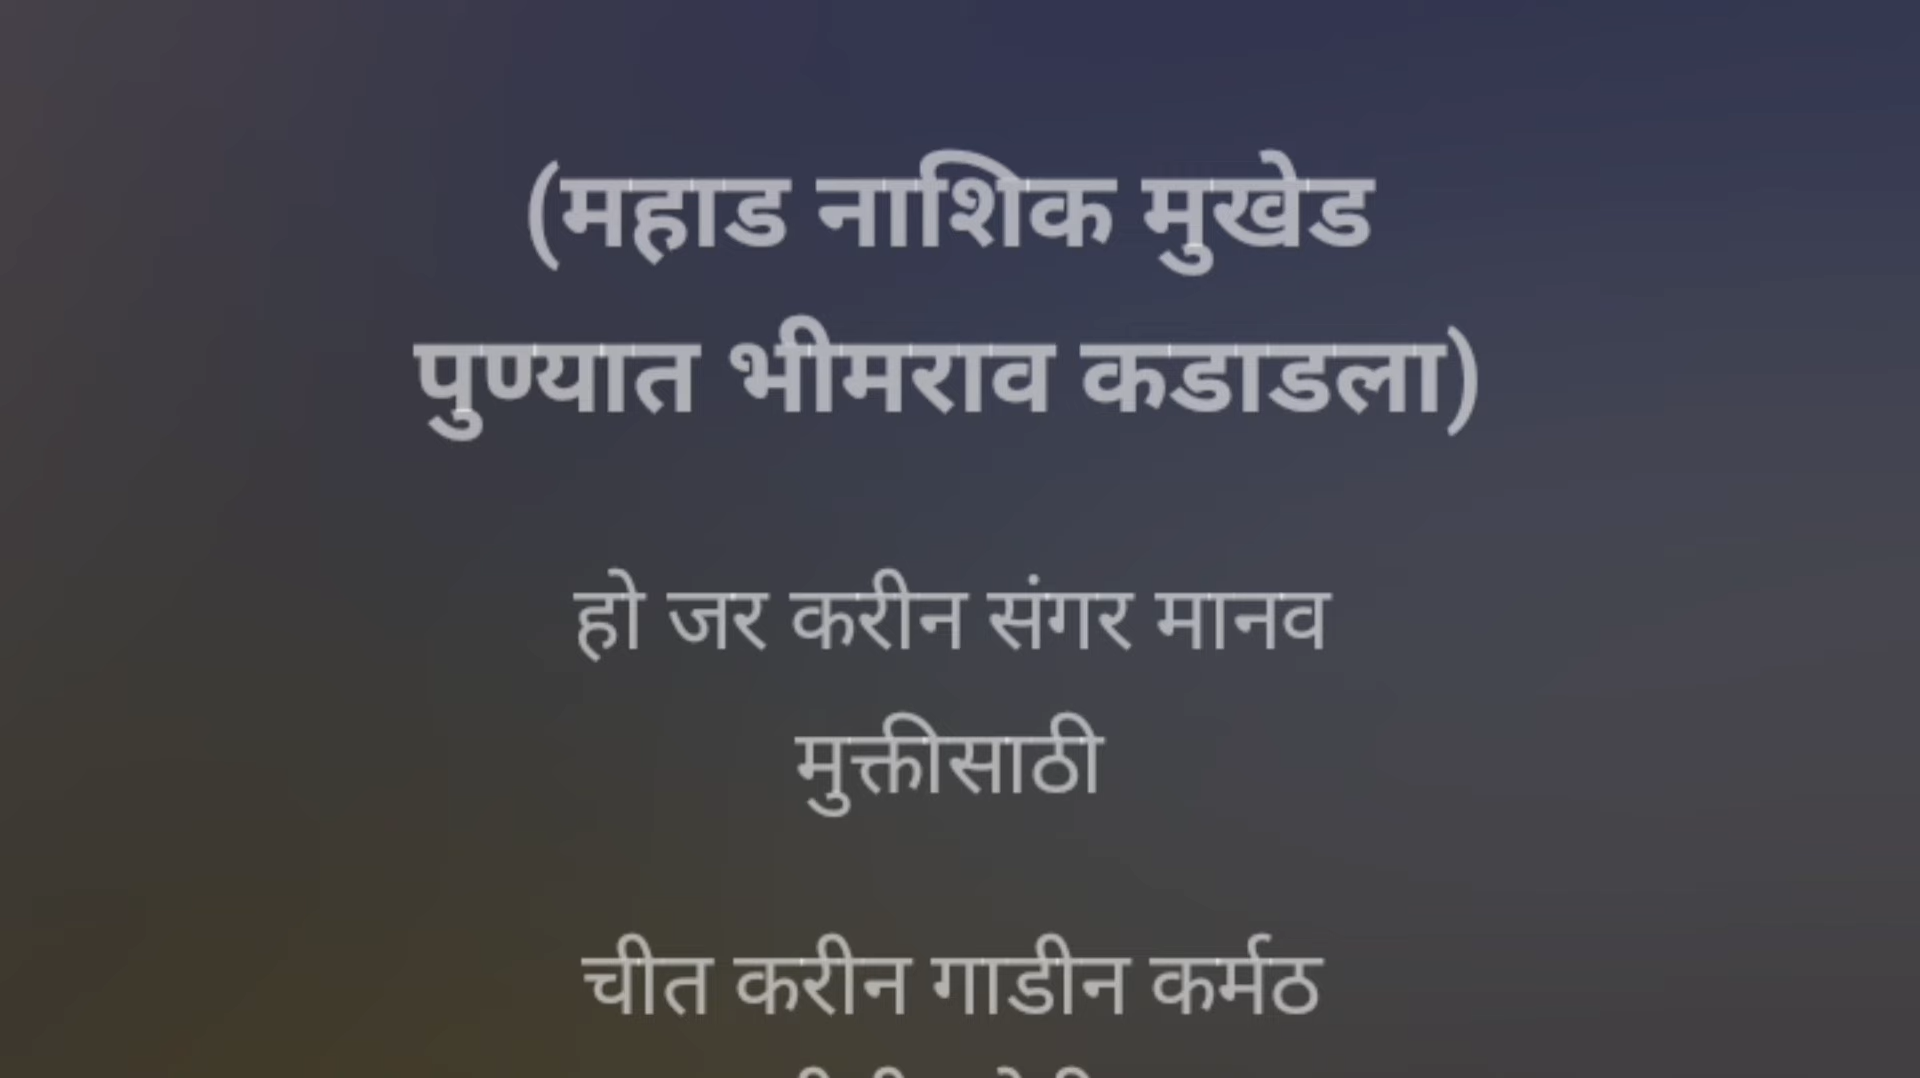 (महाड नाशिक मुखेड
पुण्यात भीमराव कडाडला)
हो जर करीन संगर मानव
मुक्तीसाठी
चीत करीन गाडीन कर्मठ